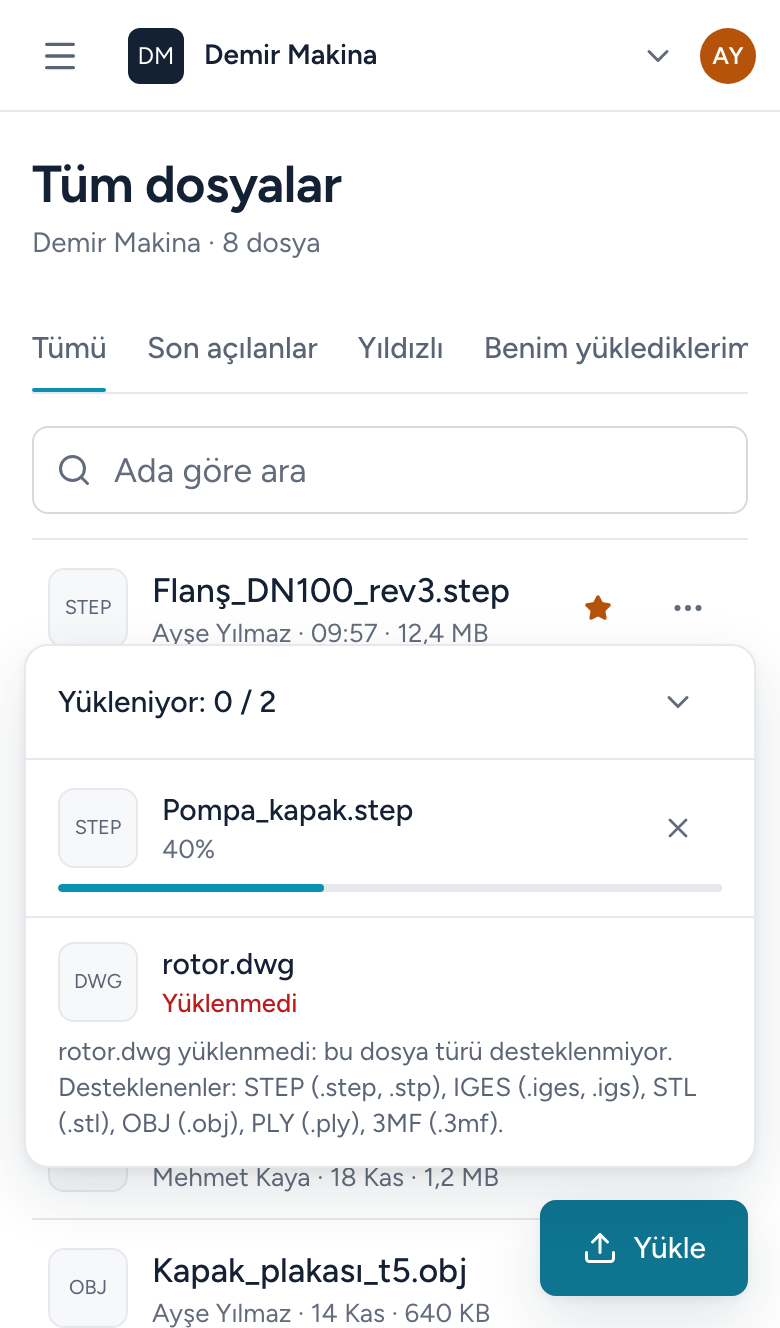 DM Demir Makina AY
Tüm dosyalar
Demir Makina · 8 dosya
Tümü Son açılanlar Yıldızlı Benim yüklediklerim
Ada göre ara
STEP Flanş_DN100_rev3.step
Ayşe Yılmaz · 09:57 · 12,4 MB
Yükleniyor: 0 / 2
STEP Pompa_kapak.step
40%
DWG rotor.dwg
Yüklenmedi
rotor.dwg yüklenmedi: bu dosya türü desteklenmiyor.
Desteklenenler: STEP (.step, .stp), IGES (.iges, .igs), STL
(.stl), OBJ (.obj), PLY (.ply), 3MF (.3mf).
Mehmet Kaya · 18 Kas · 1,2 MB
Yükle
OBJ Kapak_plakası_t5.obj
Ayşe Yılmaz · 14 Kas · 640 KB